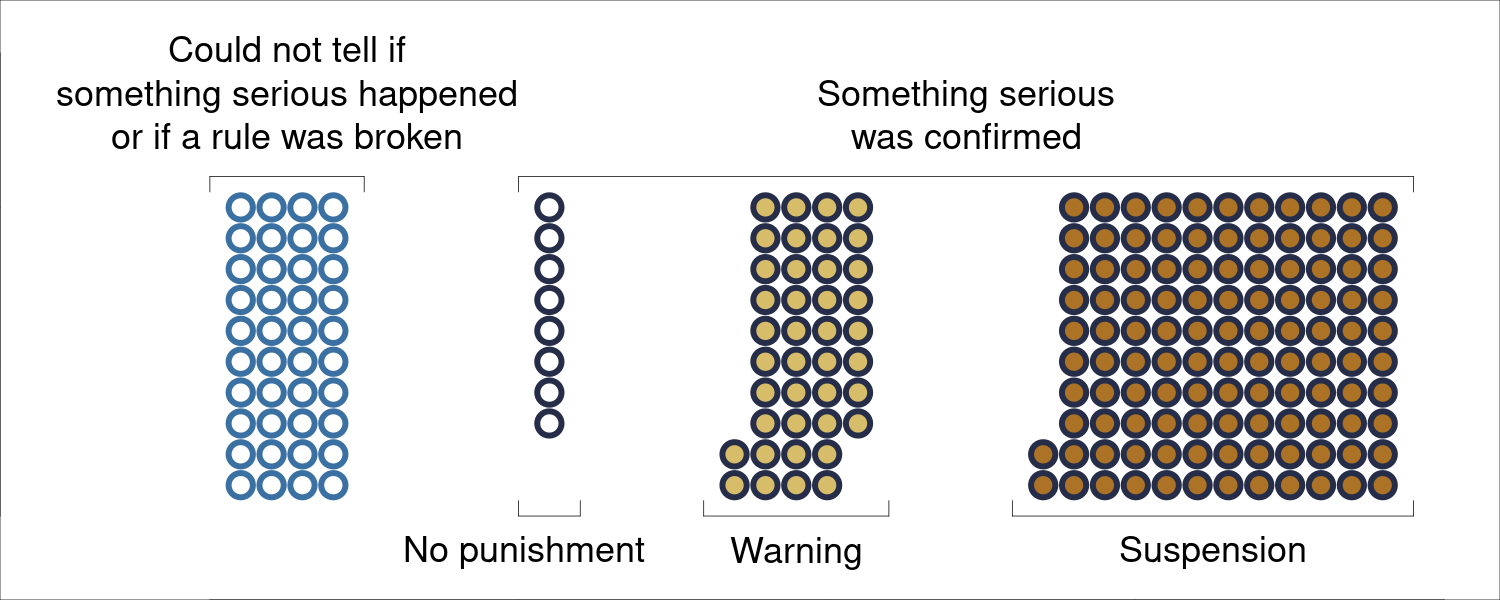 Could not tell if
something serious happened
or if a rule was broken
Something serious
was confirmed
No punishment
Warning
Suspension